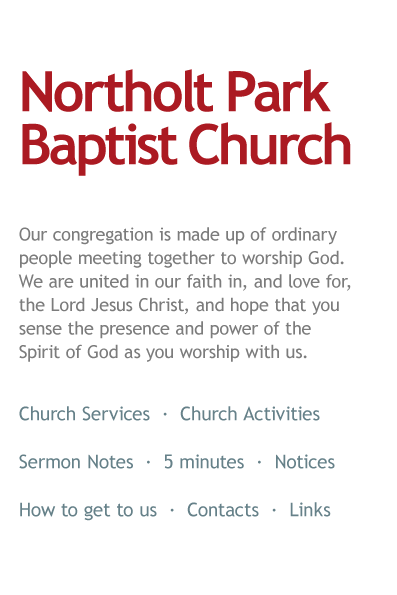 Northolt Park
Baptist Church
Our congregation is made up of ordinary
people meeting together to worship God.
We are united in our faith in, and love for,
the Lord Jesus Christ, and hope that you
sense the presence and power of the
Spirit of God as you worship with us.
Church Services · Church Activities
Sermon Notes · 5 minutes · Notices
How to get to us · Contacts · Links